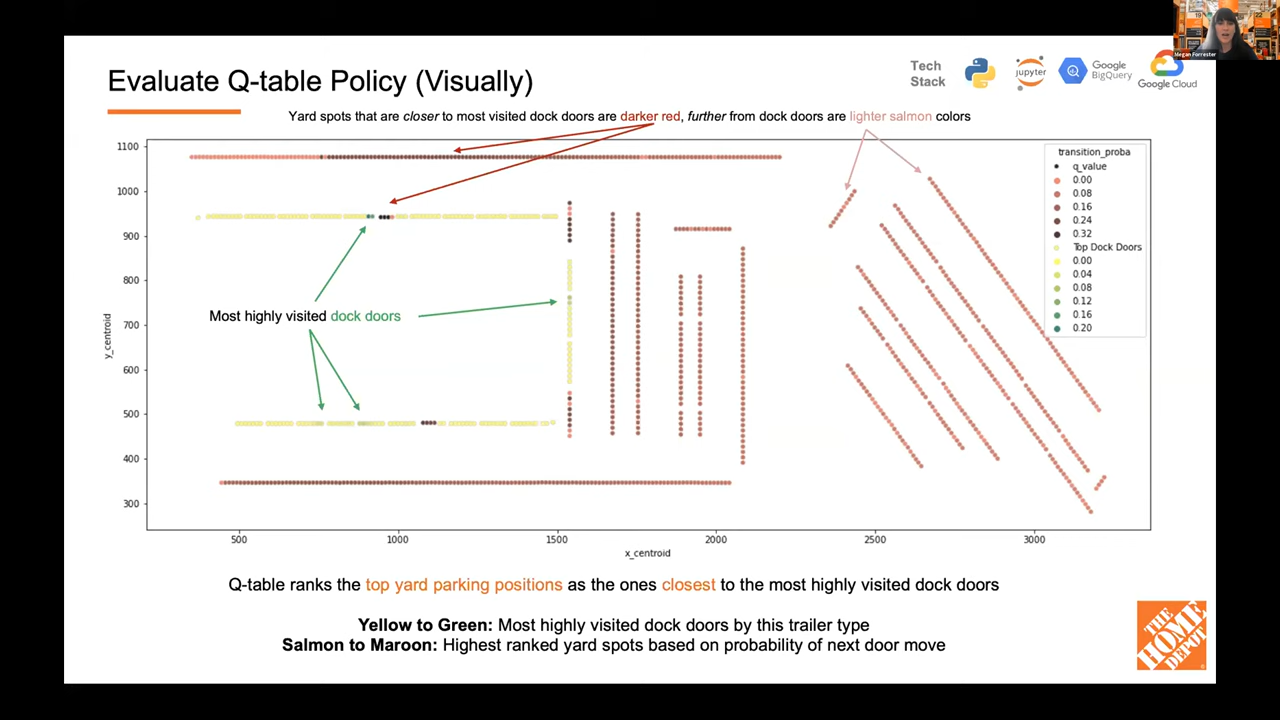 Megan Forrester
Evaluate Q-table Policy (Visually)
Tech
Stack
jupyter
Google
BigQuery
Google Cloud
Yard spots that are closer to most visited dock doors are darker red, further from dock doors are lighter salmon colors
1100
1000
900
800
700
600
500
400
300
y_centroid
500
1000
1500
2000
2500
3000
x_centroid
transition_proba
q_value
0.00
0.08
0.16
0.24
0.32
Top Dock Doors
0.00
0.04
0.08
0.12
0.16
0.20
Most highly visited dock doors
Q-table ranks the top yard parking positions as the ones closest to the most highly visited dock doors
Yellow to Green: Most highly visited dock doors by this trailer type
Salmon to Maroon: Highest ranked yard spots based on probability of next door move
THE
HOME
DEPOT